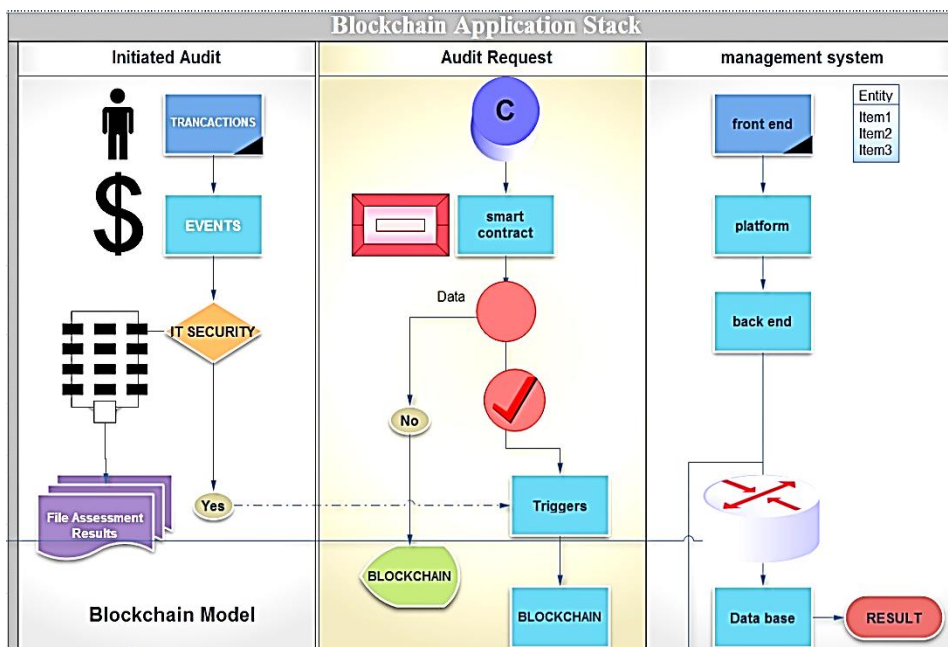 Blockchain Application Stack
Initiated Audit
Audit Request
management system
TRANCACTIONS
EVENTS
IT SECURITY
Yes
File Assessment
Results
Blockchain Model
C
smart
contract
Data
No
Triggers
BLOCKCHAIN
BLOCKCHAIN
front end
Entity
Item1
Item2
Item3
platform
back end
Data base
RESULT